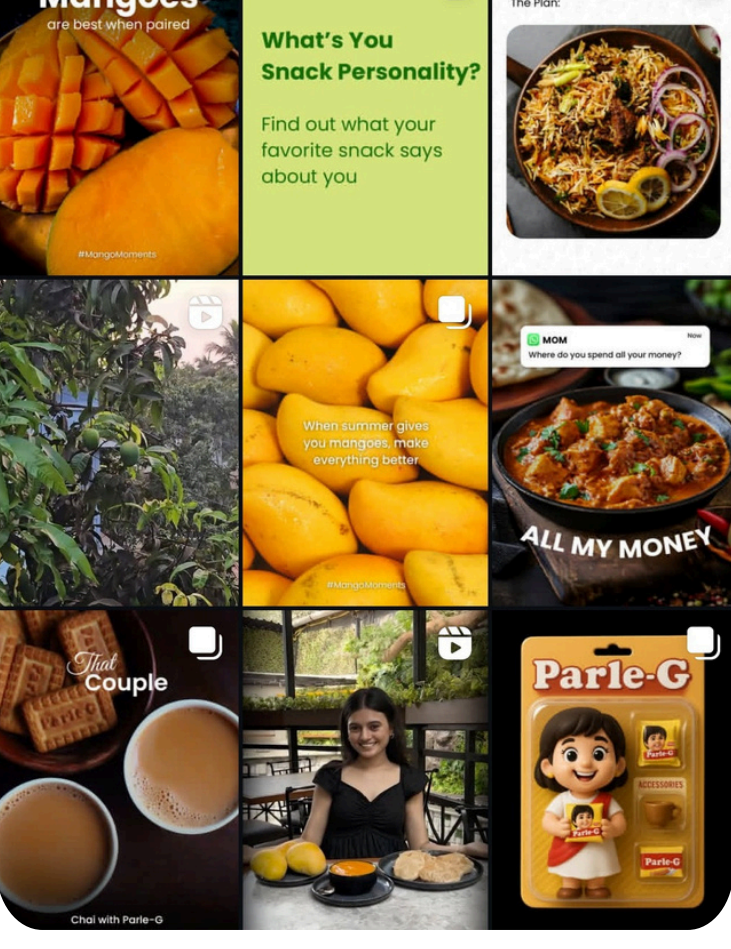 Mangoes
are best when paired
#MangoMoments
What's You
Snack Personality?
Find out what your
favorite snack says
about you
The Plan:
When summer gives
you mangoes, make
everything better
#MangoMoments
MOM
Now
Where do you spend all your money?
ALL MY MONEY
That
Couple
PARLE-G
Chai with Parle-G
Parle-G
Parle-G
ACCESSORIES
Parle-G
Parle-G